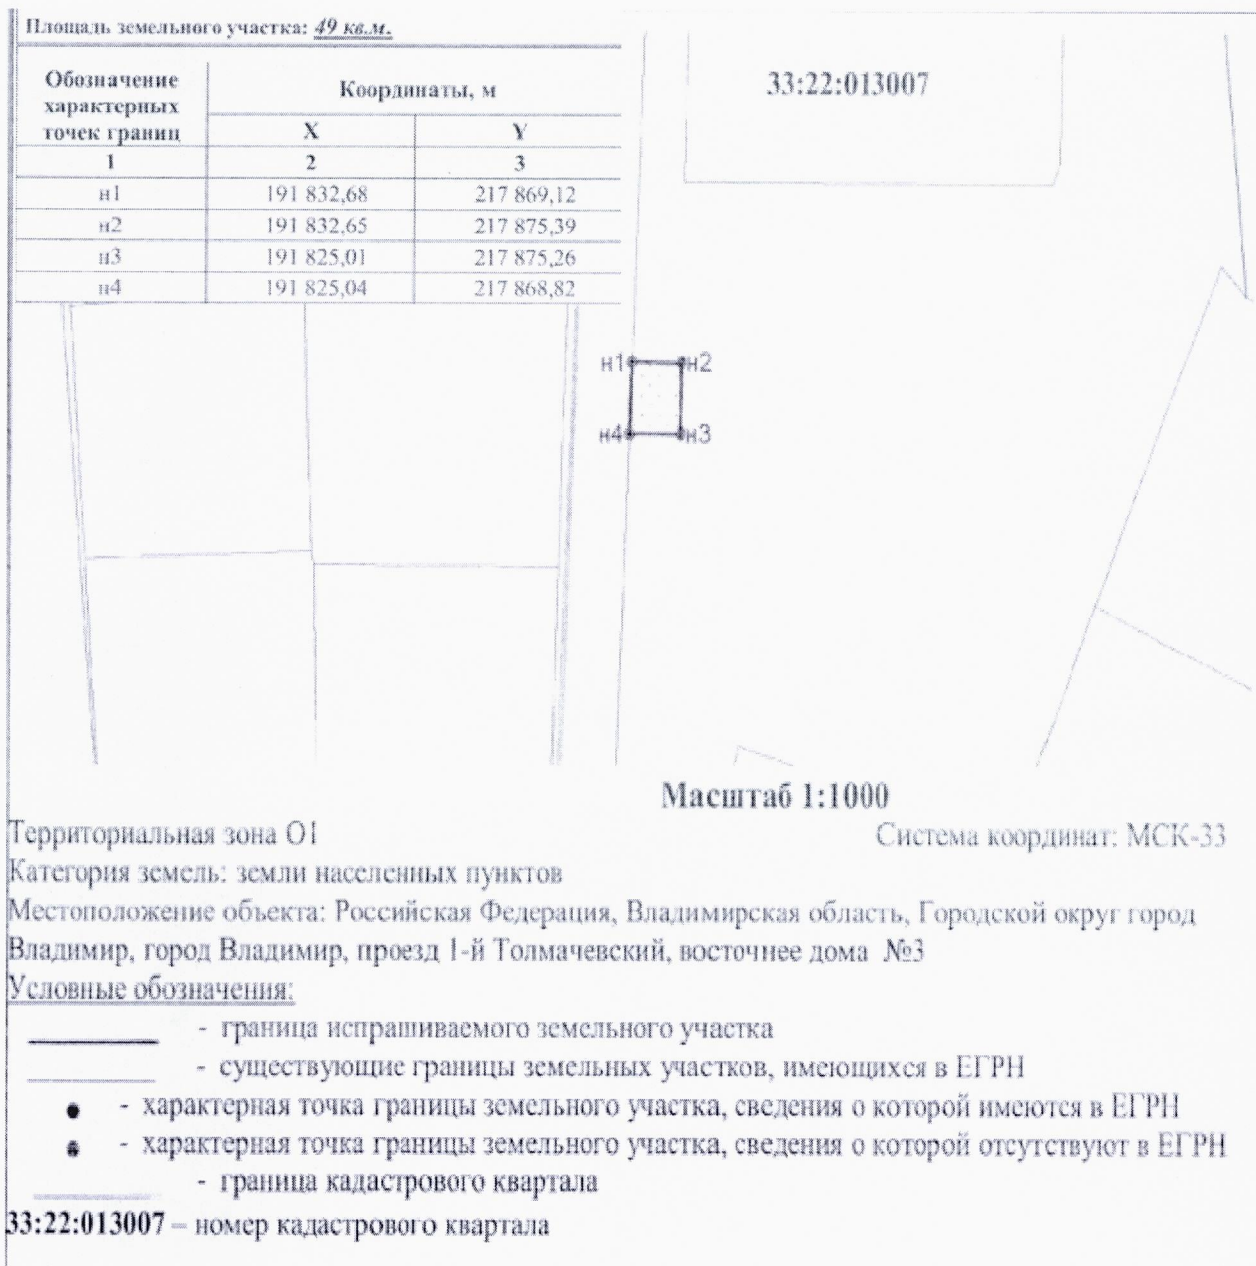 Площадь земельного участка: 49 кв.м.
Обозначение характерных точек границ
Координаты, м
X
Y
1
2
3
н1
191 832,68
217 869,12
н2
191 832,65
217 875,39
н3
191 825,01
217 875,26
н4
191 825,04
217 868,82
33:22:013007
н1
н2
н4
н3
Масштаб 1:1000
Территориальная зона О1
Система координат: МСК-33
Категория земель: земли населенных пунктов
Местоположение объекта: Российская Федерация, Владимирская область, Городской округ город
Владимир, город Владимир, проезд 1-й Толмачевский, восточнее дома №3
Условные обозначения:
- граница испрашиваемого земельного участка
- существующие границы земельных участков, имеющихся в ЕГРН
- характерная точка границы земельного участка, сведения о которой имеются в ЕГРН
- характерная точка границы земельного участка, сведения о которой отсутствуют в ЕГРН
- граница кадастрового квартала
33:22:013007 – номер кадастрового квартала